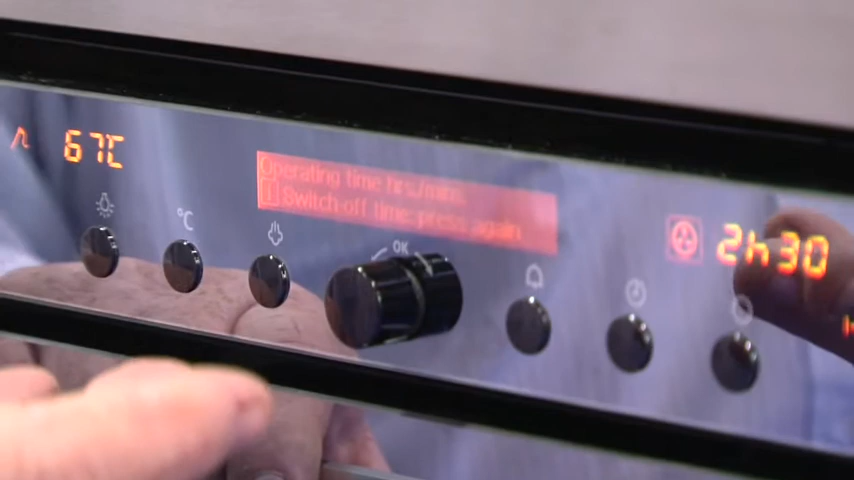 67°C
Operating time hrs/mins.
Switch-off time:press again
2h30
°C
OK